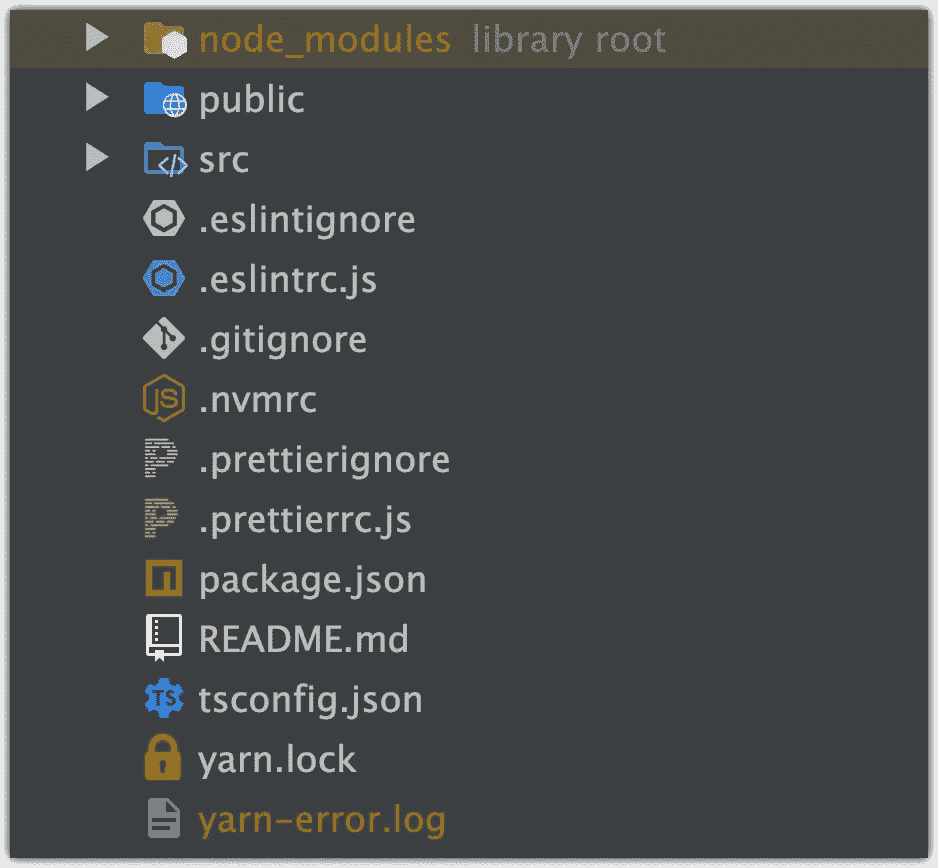 node_modules library root
public
src
.eslintignore
.eslintrc.js
.gitignore
JS .nvmrc
.prettierignore
.prettierrc.js
package.json
README.md
TS tsconfig.json
yarn.lock
yarn-error.log